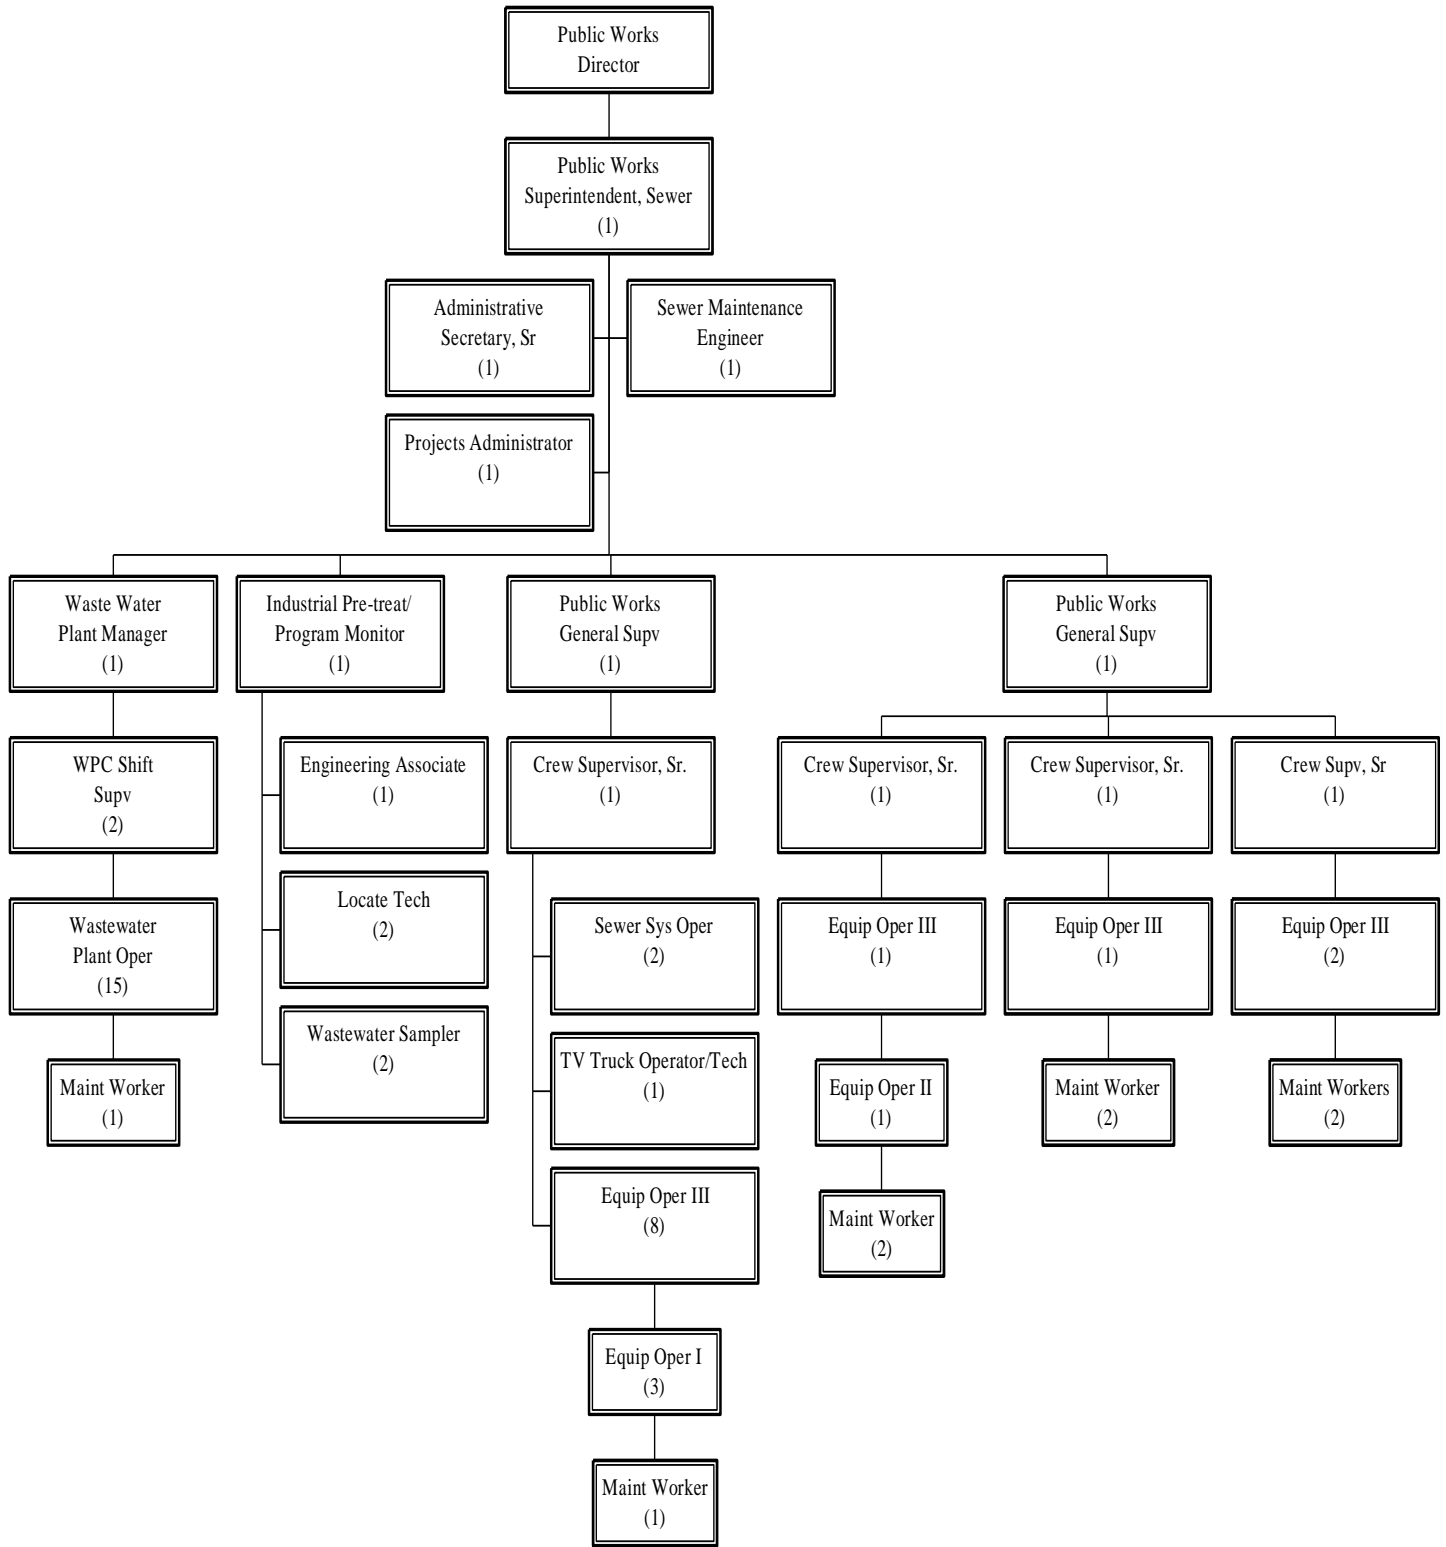 Public Works
Director
Public Works
Superintendent, Sewer
(1)
Administrative
Secretary, Sr
(1)
Sewer Maintenance
Engineer
(1)
Projects Administrator
(1)
Waste Water
Plant Manager
(1)
Industrial Pre-treat/
Program Monitor
(1)
Public Works
General Supv
(1)
Public Works
General Supv
(1)
WPC Shift
Supv
(2)
Engineering Associate
(1)
Crew Supervisor, Sr.
(1)
Crew Supervisor, Sr.
(1)
Crew Supervisor, Sr.
(1)
Crew Supv, Sr
(1)
Wastewater
Plant Oper
(15)
Locate Tech
(2)
Sewer Sys Oper
(2)
Equip Oper III
(1)
Equip Oper III
(1)
Equip Oper III
(2)
Maint Worker
(1)
Wastewater Sampler
(2)
TV Truck Operator/Tech
(1)
Equip Oper II
(1)
Maint Worker
(2)
Maint Workers
(2)
Equip Oper III
(8)
Maint Worker
(2)
Equip Oper I
(3)
Maint Worker
(1)